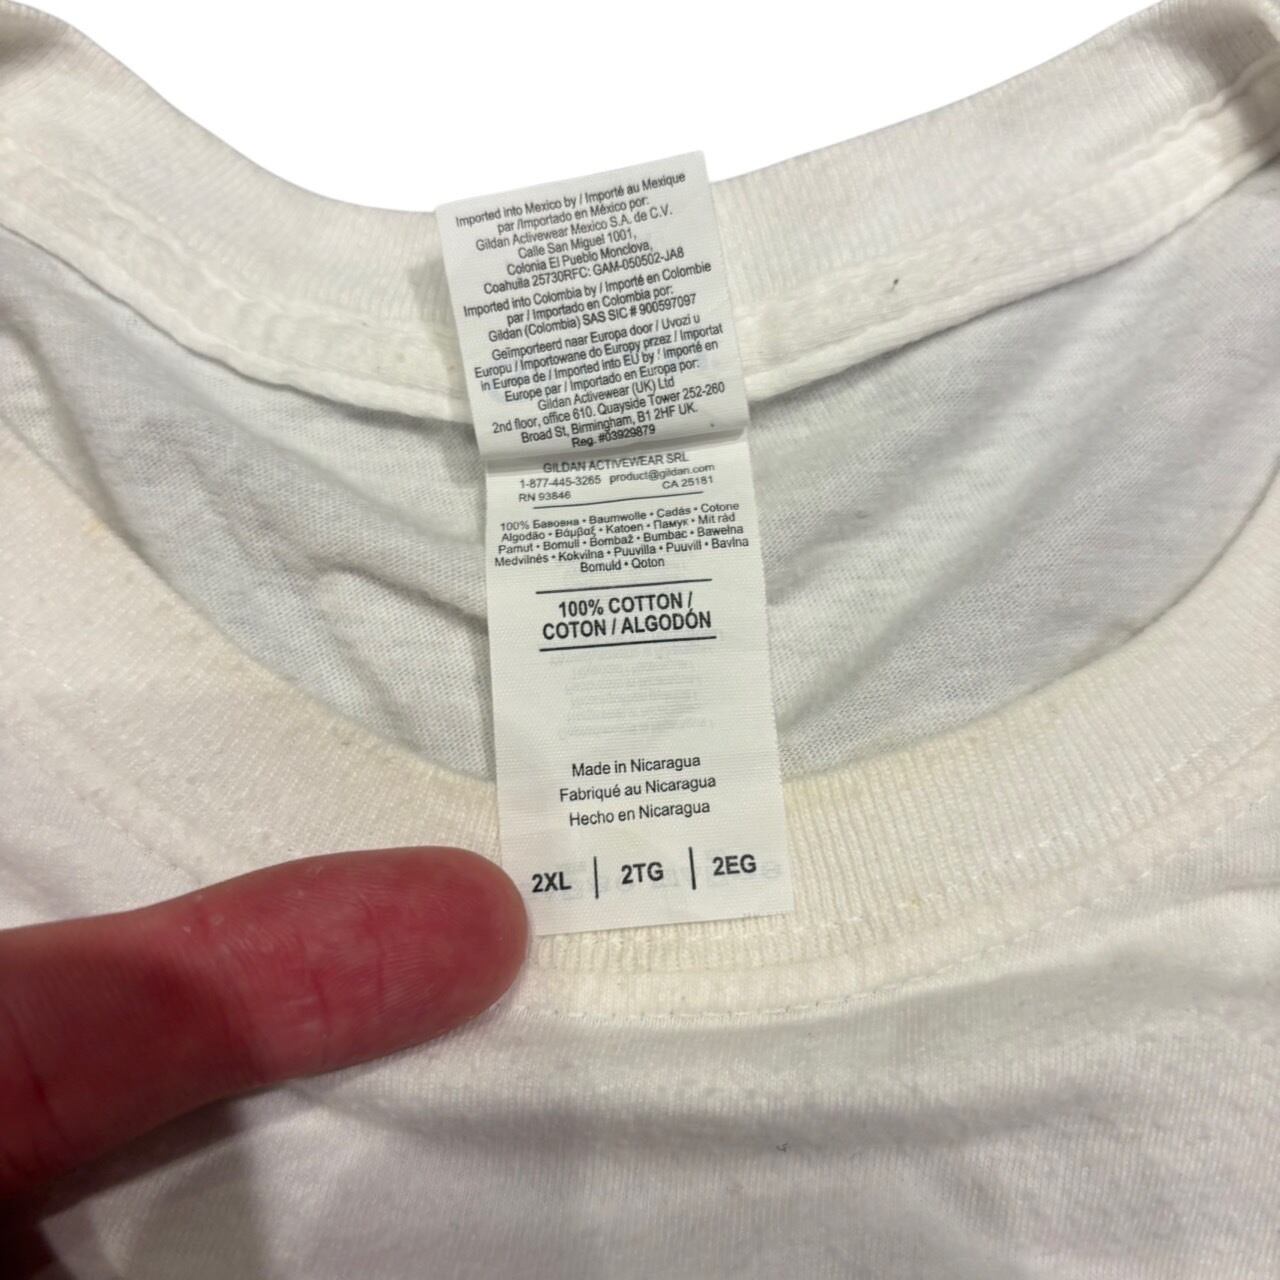 Imported into Mexico by / Importé au Mexique
par /Importado en México por:
Gildan Activewear Mexico S.A. de C.V.
Calle San Miguel 1001,
Colonia El Pueblo Monclova,
Coahuila 25730RFC: GAM-050502-JA8
Imported into Colombia by / Importé en Colombie
par / Importado en Colombia por:
Gildan (Colombia) SAS SIC # 900597097
Geïmporteerd naar Europa door / Uvozi u
Europu / Importowane do Europy przez / Importat
in Europa de / Imported into EU by / Importé en
Europe par / Importado en Europa por:
Gildan Activewear (UK) Ltd
2nd floor, office 610. Quayside Tower 252-260
Broad St, Birmingham, B1 2HF UK.
Reg. #03929879
GILDAN ACTIVEWEAR SRL
1-877-445-3265 product@gildan.com
RN 93846 CA 25181
100% Бавовна • Baumwolle • Cadás • Cotone
Algodão • Βάμβαξ • Katoen • Памук • Mit rád
Pamut • Bomull • Bombaž • Bumbac • Bawełna
Medvilnės • Kokvilna • Puuvilla • Puuvill • Bavlna
Bomuld • Qoton
100% COTTON /
COTON / ALGODÓN
Made in Nicaragua
Fabriqué au Nicaragua
Hecho en Nicaragua
2XL | 2TG | 2EG